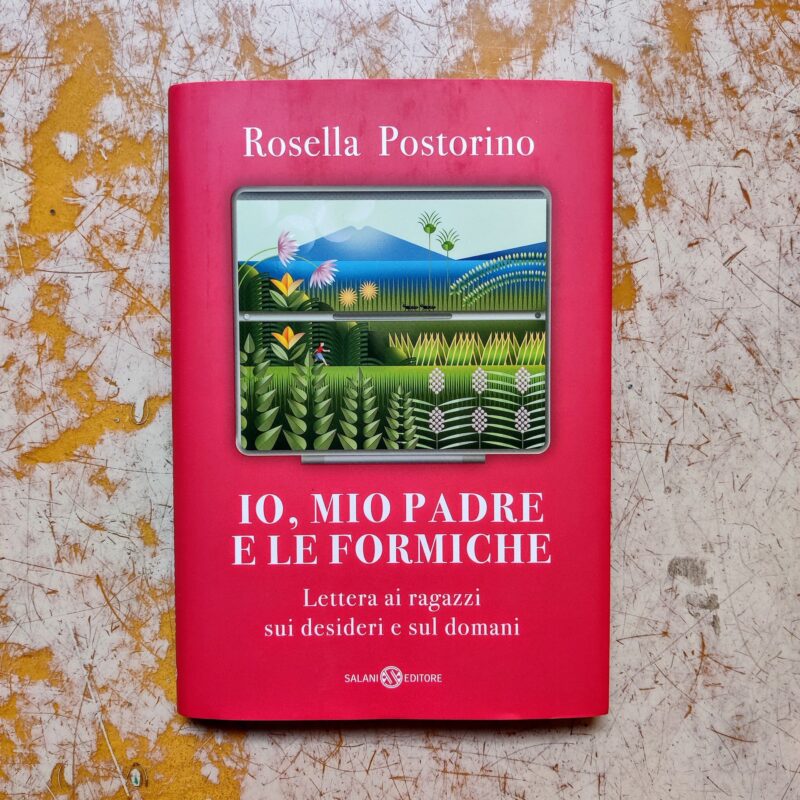 Rosella Postorino
IO, MIO PADRE
E LE FORMICHE
Lettera ai ragazzi
sui desideri e sul domani
SALANI EDITORE